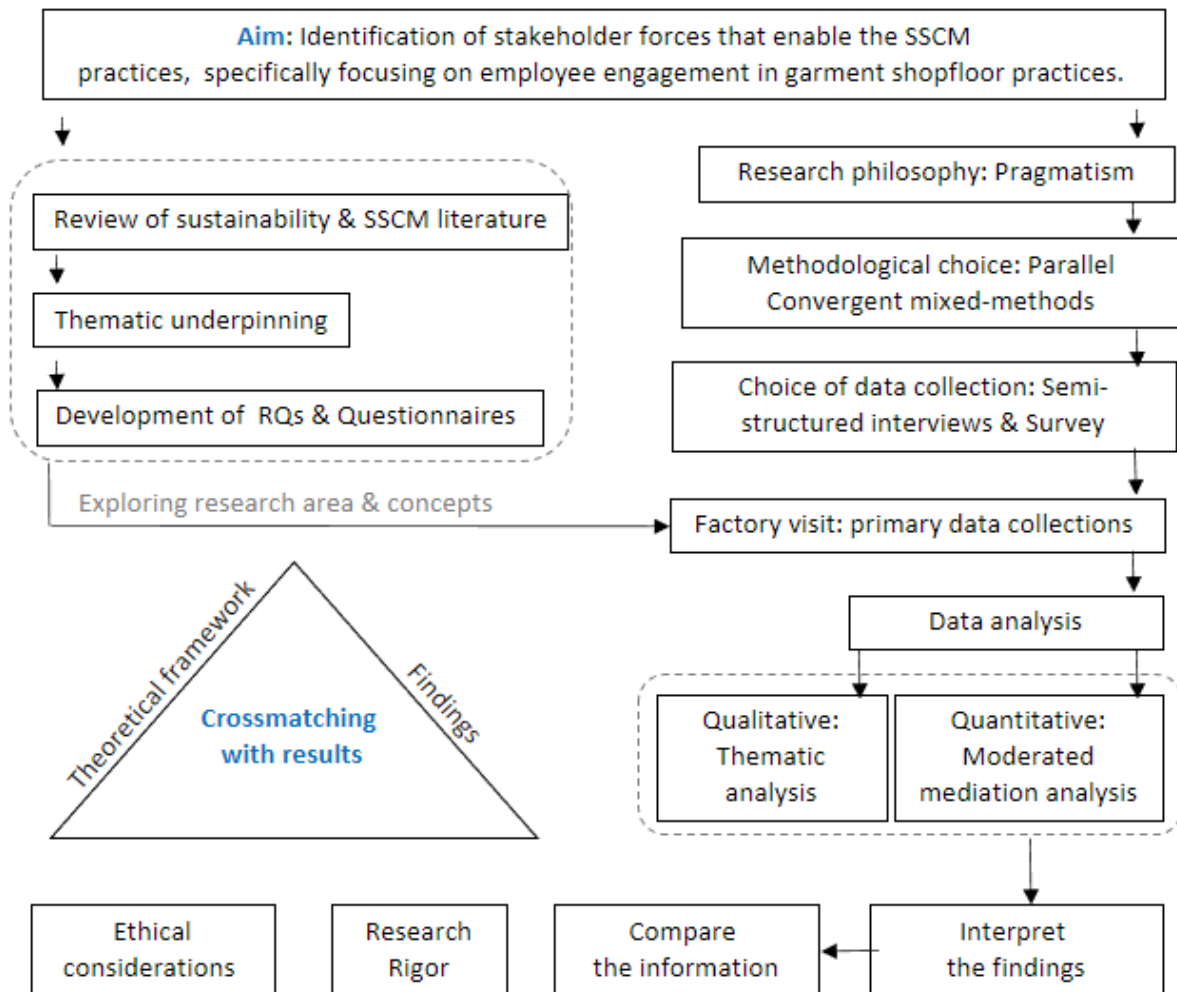 Aim: Identification of stakeholder forces that enable the SSCM
practices,  specifically focusing on employee engagement in garment shopfloor practices.
Review of sustainability & SSCM literature
Thematic underpinning
Development of  RQs & Questionnaires
Exploring research area & concepts
Research philosophy: Pragmatism
Methodological choice: Parallel
Convergent mixed-methods
Choice of data collection: Semi-
structured interviews & Survey
Factory visit: primary data collections
Data analysis
Qualitative:
Thematic
analysis
Quantitative:
Moderated
mediation analysis
Theoretical framework
Findings
Crossmatching
with results
Ethical
considerations
Research
Rigor
Compare
the information
Interpret
the findings